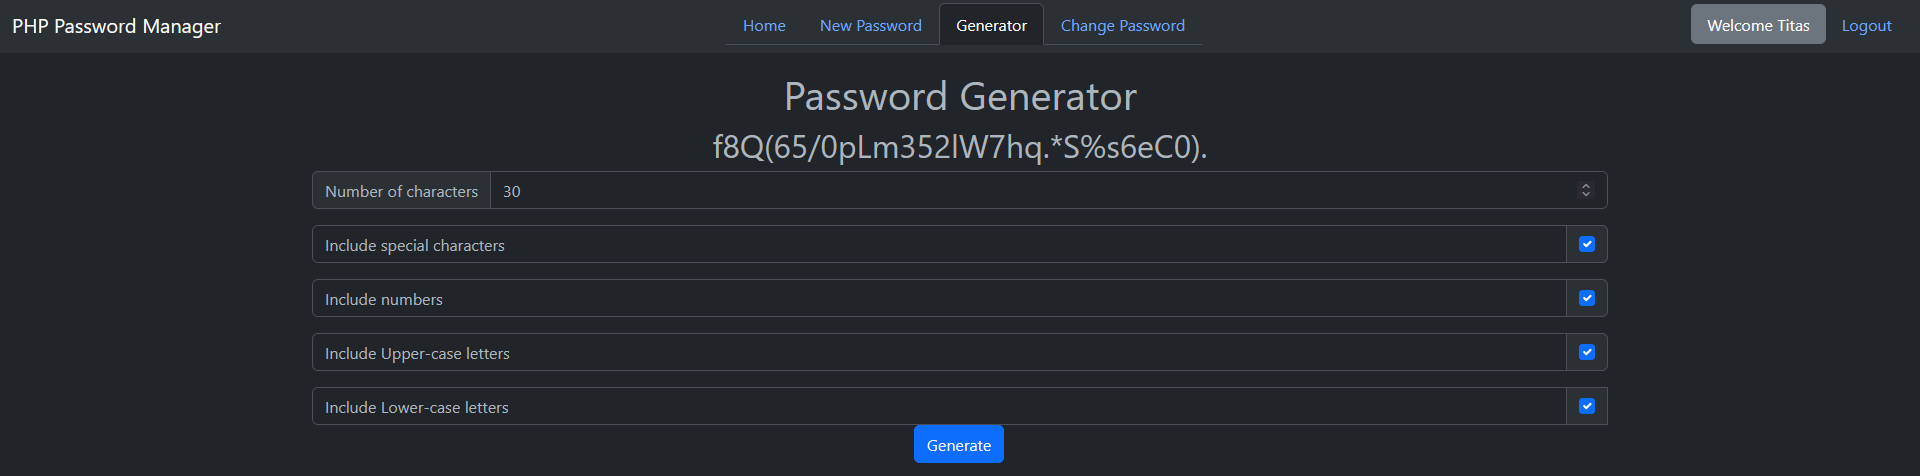 PHP Password Manager Home New Password Generator Change Password Welcome Titas Logout
Password Generator
f8Q(65/0pLm352lW7hq.*S%s6eC0).
Number of characters 30
Include special characters
Include numbers
Include Upper-case letters
Include Lower-case letters
Generate